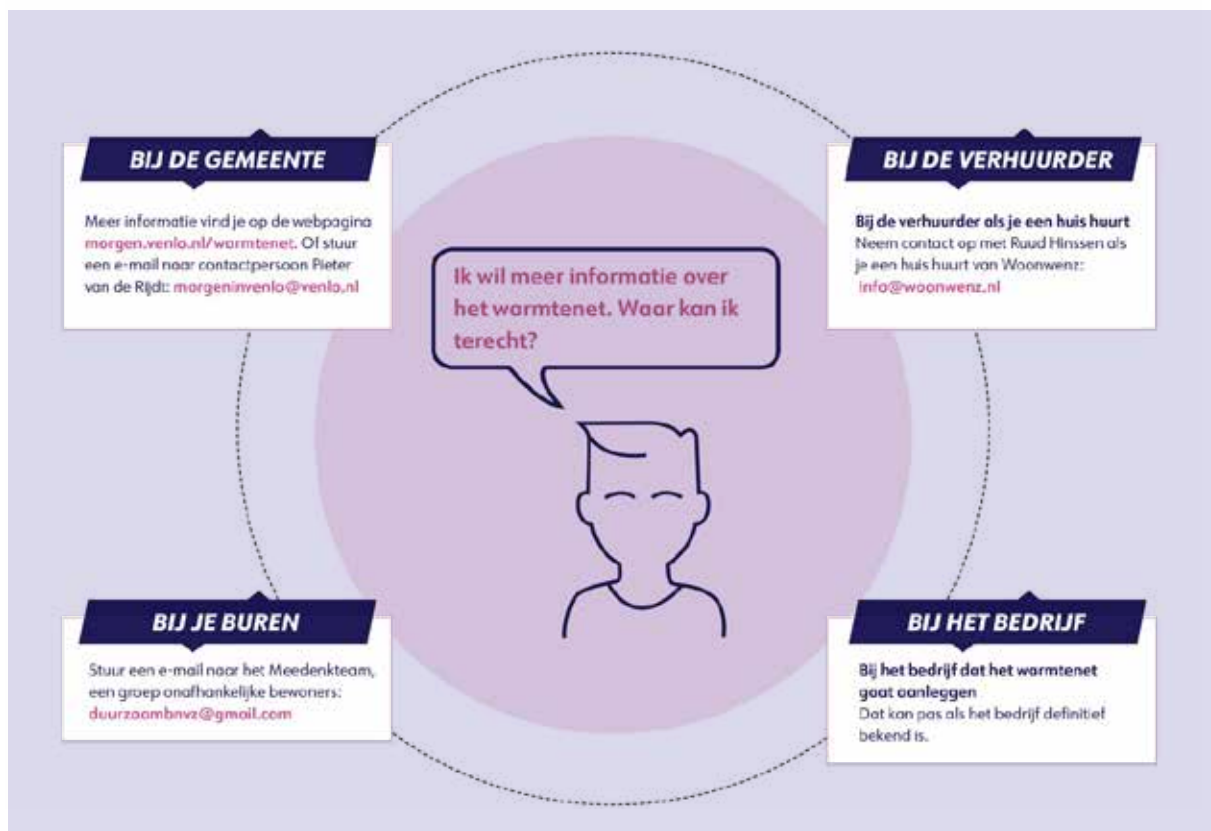 BIJ DE GEMEENTE
Meer informatie vind je op de webpagina
morgen.venlo.nl/warmtenet. Of stuur
een e-mail naar contactpersoon Pieter
van de Rijdt: morgeninvenlo@venlo.nl
BIJ DE VERHUURDER
Bij de verhuurder als je een huis huurt
Neem contact op met Ruud Hinssen als
je een huis huurt van Woonwenz:
info@woonwenz.nl
Ik wil meer informatie over
het warmtenet. Waar kan ik
terecht?
BIJ JE BUREN
Stuur een e-mail naar het Meedenkteam,
een groep onafhankelijke bewoners:
duurzaambnvz@gmail.com
BIJ HET BEDRIJF
Bij het bedrijf dat het warmtenet
gaat aanleggen
Dat kan pas als het bedrijf definitief
bekend is.